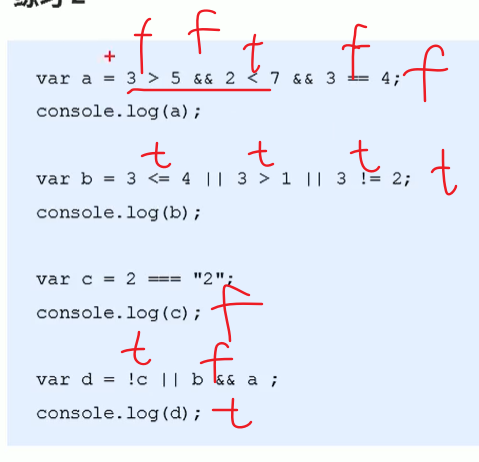 练习 2
f f t f f
var a = 3 > 5 && 2 < 7 && 3 == 4;
console.log(a);
t t t t
var b = 3 <= 4 || 3 > 1 || 3 != 2;
console.log(b);
var c = 2 === "2";
console.log(c); f
t f
var d = !c || b && a ;
console.log(d); t